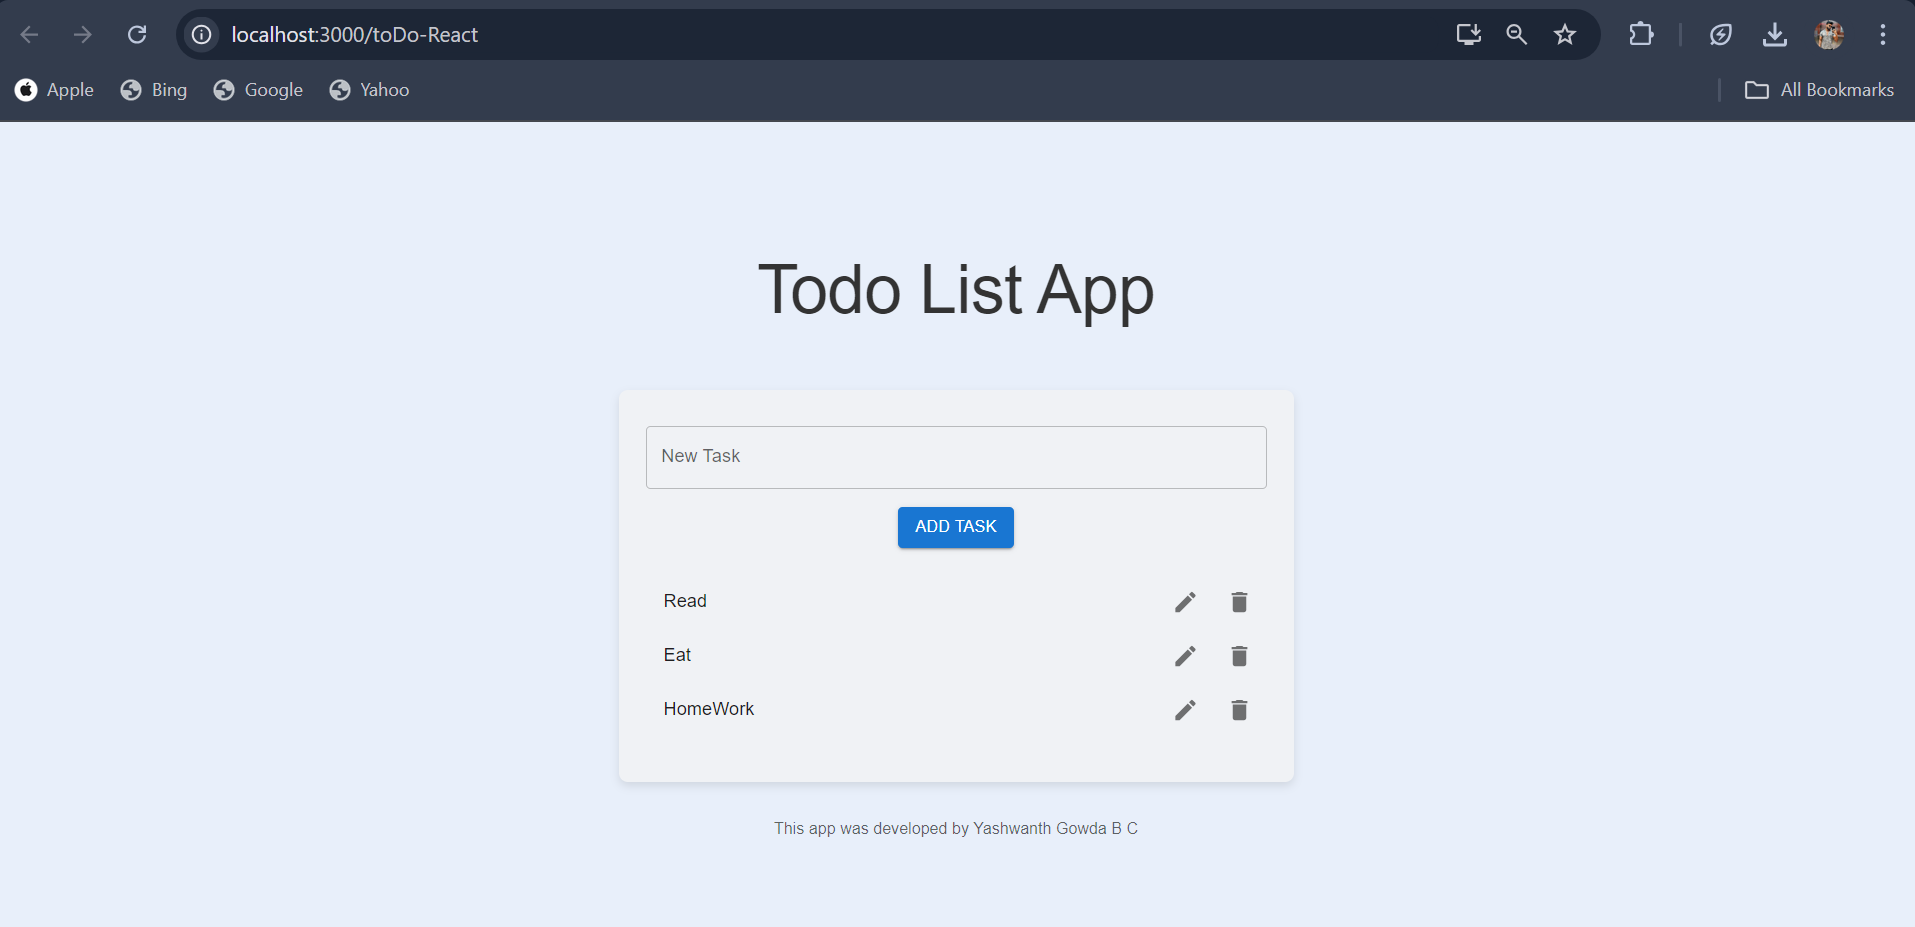 localhost:3000/toDo-React
Apple Bing Google Yahoo All Bookmarks
Todo List App
New Task
ADD TASK
Read
Eat
HomeWork
This app was developed by Yashwanth Gowda B C